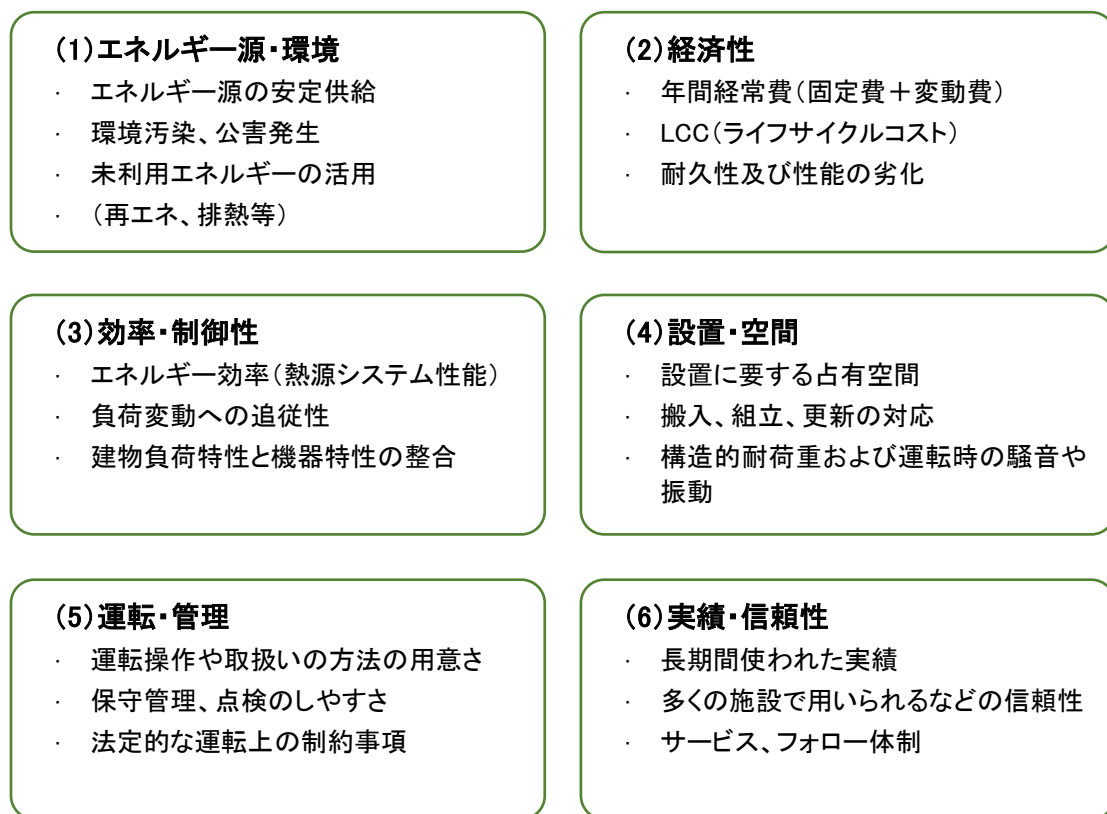 (1)エネルギー源・環境
· エネルギー源の安定供給
· 環境汚染、公害発生
· 未利用エネルギーの活用
· (再エネ、排熱等)
(2)経済性
· 年間経常費(固定費+変動費)
· LCC(ライフサイクルコスト)
· 耐久性及び性能の劣化
(3)効率・制御性
· エネルギー効率(熱源システム性能)
· 負荷変動への追従性
· 建物負荷特性と機器特性の整合
(4)設置・空間
· 設置に要する占有空間
· 搬入、組立、更新の対応
· 構造的耐荷重および運転時の騒音や
振動
(5)運転・管理
· 運転操作や取扱いの方法の用意さ
· 保守管理、点検のしやすさ
· 法定的な運転上の制約事項
(6)実績・信頼性
· 長期間使われた実績
· 多くの施設で用いられるなどの信頼性
· サービス、フォロー体制